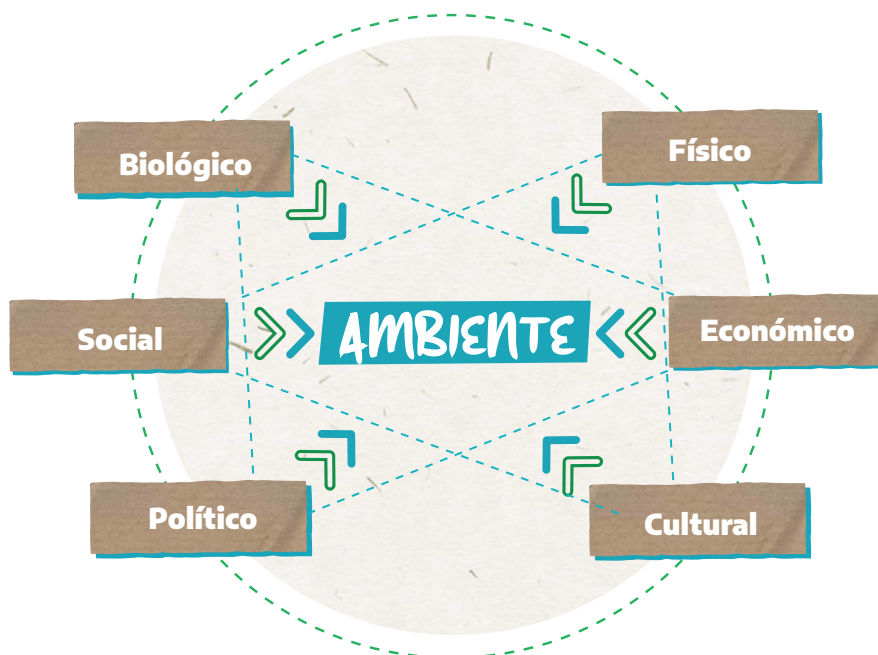 Biológico
Físico
Social
AMBIENTE
Económico
Político
Cultural